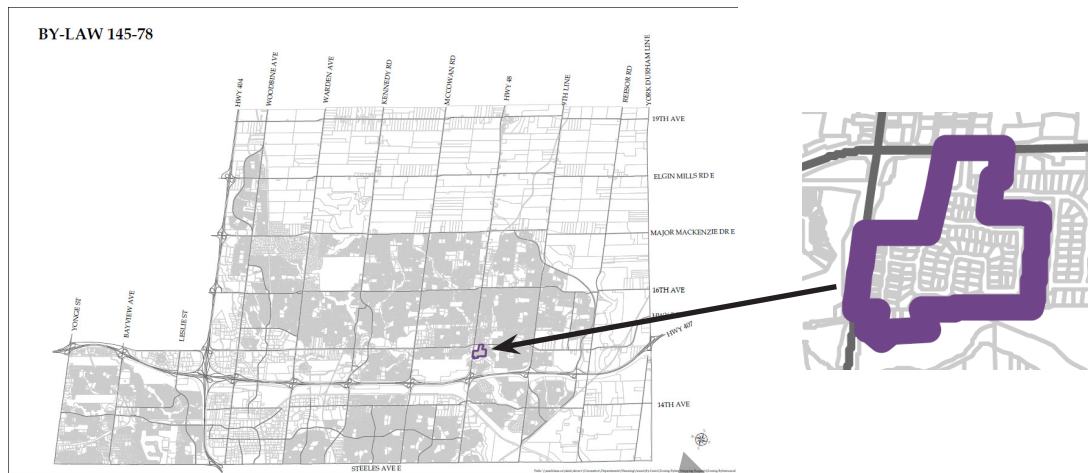 BY-LAW 145-78
HWY 404
WOODBINE AVE
WARDEN AVE
KENNEDY RD
MCCOWAN RD
HWY 48
9TH LINE
REESOR RD
YORK DURHAM LINE
19TH AVE
ELGIN MILLS RD E
MAJOR MACKENZIE DR E
16TH AVE
HWY
HWY 407
YONGE ST
BAYVIEW AVE
LESLIE ST
14TH AVE
STEELES AVE E